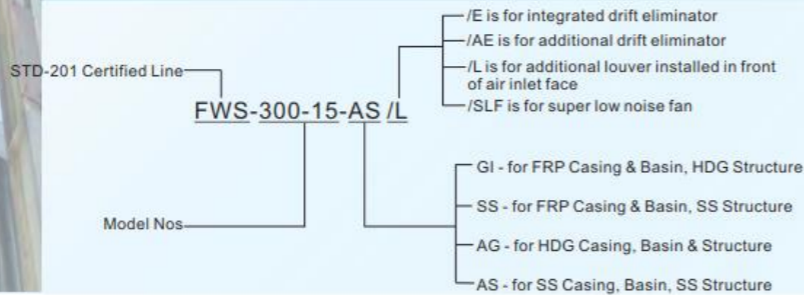 /E is for integrated drift eliminator
/AE is for additional drift eliminator
/L is for additional louver installed in front
of air inlet face
/SLF is for super low noise fan
STD-201 Certified Line
FWS-300-15-AS /L
Model Nos
GI - for FRP Casing & Basin, HDG Structure
SS - for FRP Casing & Basin, SS Structure
AG - for HDG Casing, Basin & Structure
AS - for SS Casing, Basin, SS Structure